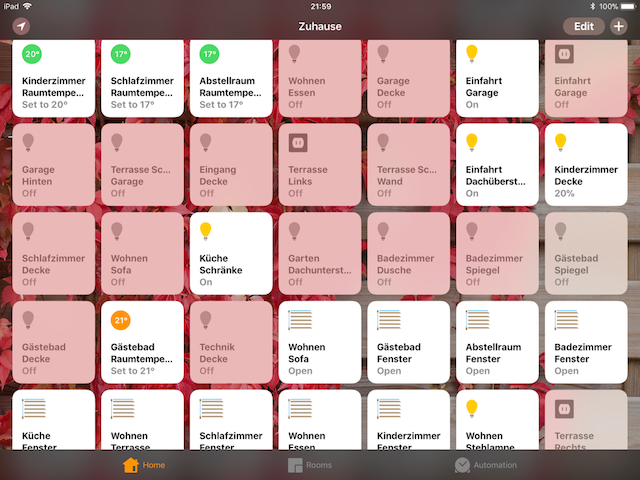 iPad 21:59 100%
Zuhause Edit
20° 17° 17°
Kinderzimmer Schlafzimmer Abstellraum Wohnen Garage Einfahrt Einfahrt
Raumtempe... Raumtempe... Raumtempe... Essen Decke Garage Garage
Set to 20° Set to 17° Set to 17° Off Off On Off
Garage Terrasse Sc... Eingang Terrasse Terrasse Sc... Einfahrt Kinderzimmer
Hinten Garage Decke Links Wand Dachüberst... Decke
Off Off Off Off Off On 20%
Schlafzimmer Wohnen Küche Garten Badezimmer Badezimmer Gästebad
Decke Sofa Schränke Dachunterst... Dusche Spiegel Spiegel
Off Off On Off Off Off Off
21°
Gästebad Gästebad Technik Wohnen Gästebad Abstellraum Badezimmer
Decke Raumtempe... Decke Sofa Fenster Fenster Fenster
Off Set to 21° Off Open Open Open Open
Küche Wohnen Schlafzimmer Wohnen Kinderzimmer Wohnen Terrasse
Fenster Terrasse Fenster Essen Fenster Stehlampe Rechts
Home Rooms Automation